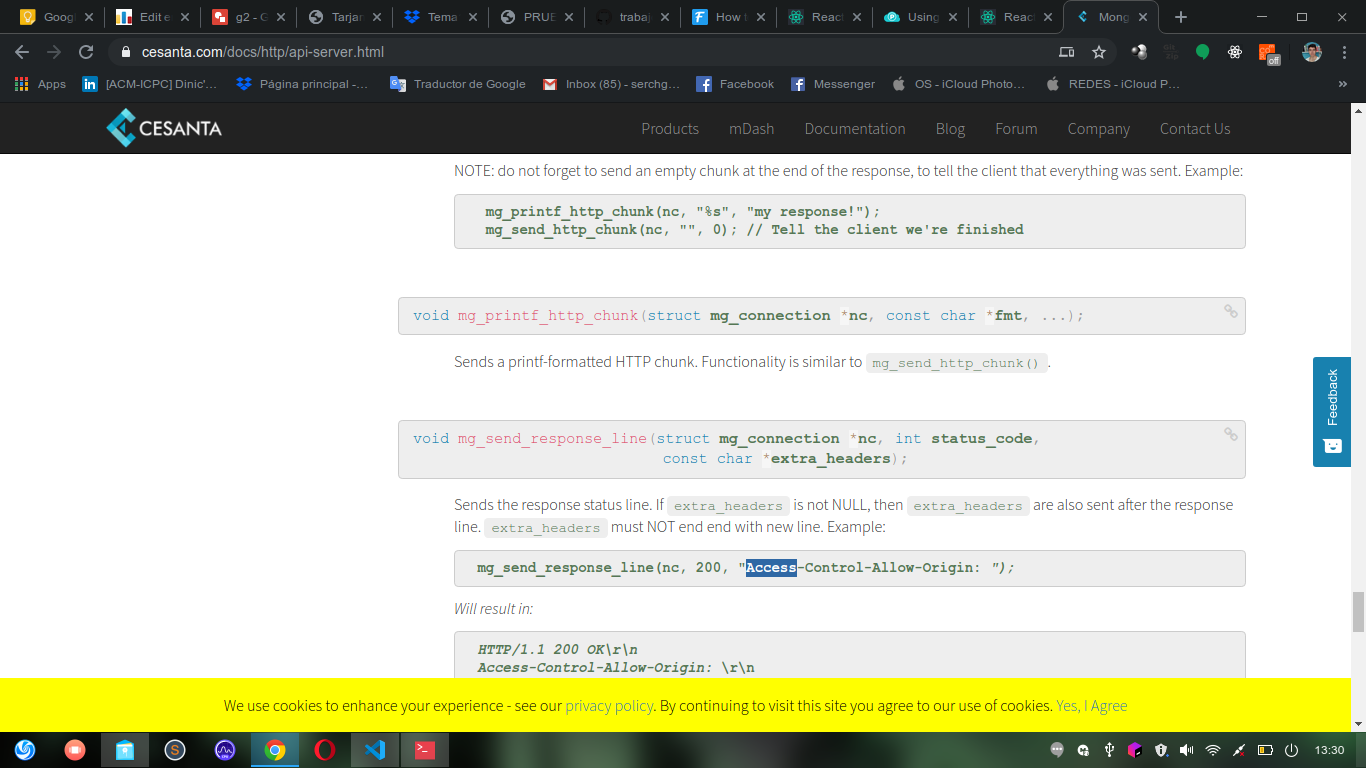 Googl
Edit e
g2 - G
Tarjan
Tema
PRUE
trabaj
How t
React
Using
React
Mong
cesanta.com/docs/http/api-server.html
Apps
[ACM-ICPC] Dinic'...
Página principal -...
Traductor de Google
Inbox (85) - serchg...
Facebook
Messenger
OS - iCloud Photo...
REDES - iCloud P...
»
off
CESANTA
Products
mDash
Documentation
Blog
Forum
Company
Contact Us
NOTE: do not forget to send an empty chunk at the end of the response, to tell the client that everything was sent. Example:
mg_printf_http_chunk(nc, "%s", "my response!");
mg_send_http_chunk(nc, "", 0); // Tell the client we're finished
void mg_printf_http_chunk(struct mg_connection *nc, const char *fmt, ...);
Sends a printf-formatted HTTP chunk. Functionality is similar to mg_send_http_chunk() .
void mg_send_response_line(struct mg_connection *nc, int status_code,
const char *extra_headers);
Sends the response status line. If extra_headers is not NULL, then extra_headers are also sent after the response
line. extra_headers must NOT end end with new line. Example:
mg_send_response_line(nc, 200, "Access-Control-Allow-Origin: ");
Will result in:
HTTP/1.1 200 OK\r\n
Access-Control-Allow-Origin: \r\n
Feedback
We use cookies to enhance your experience - see our privacy policy. By continuing to visit this site you agree to our use of cookies. Yes, I Agree
13:30